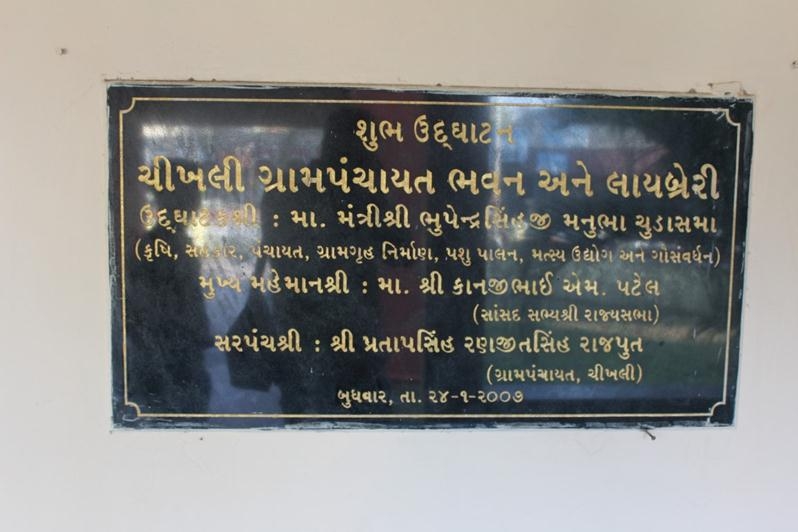 શુભ ઉદ્ઘાટન
ચીખલી ગ્રામપંચાયત ભવન અને લાયબ્રેરી
ઉદ્ઘાટકશ્રી : મા. મંત્રીશ્રી ભુપેન્દ્રસિંહજી મનુભા ચુડાસમા
(કૃષિ, સહકાર, પંચાયત, ગ્રામગૃહ નિર્માણ, પશુ પાલન, મત્સ્ય ઉદ્યોગ અને ગૌસંવર્ધન)
મુખ્ય મહેમાનશ્રી : મા. શ્રી કાનજીભાઈ એમ. પટેલ
(સાંસદ સભ્યશ્રી રાજ્યસભા)
સરપંચશ્રી : શ્રી પ્રતાપસિંહ રણજીતસિંહ રાજપુત
(ગ્રામપંચાયત, ચીખલી)
બુધવાર, તા. ૨૪-૧-૨૦૦૭